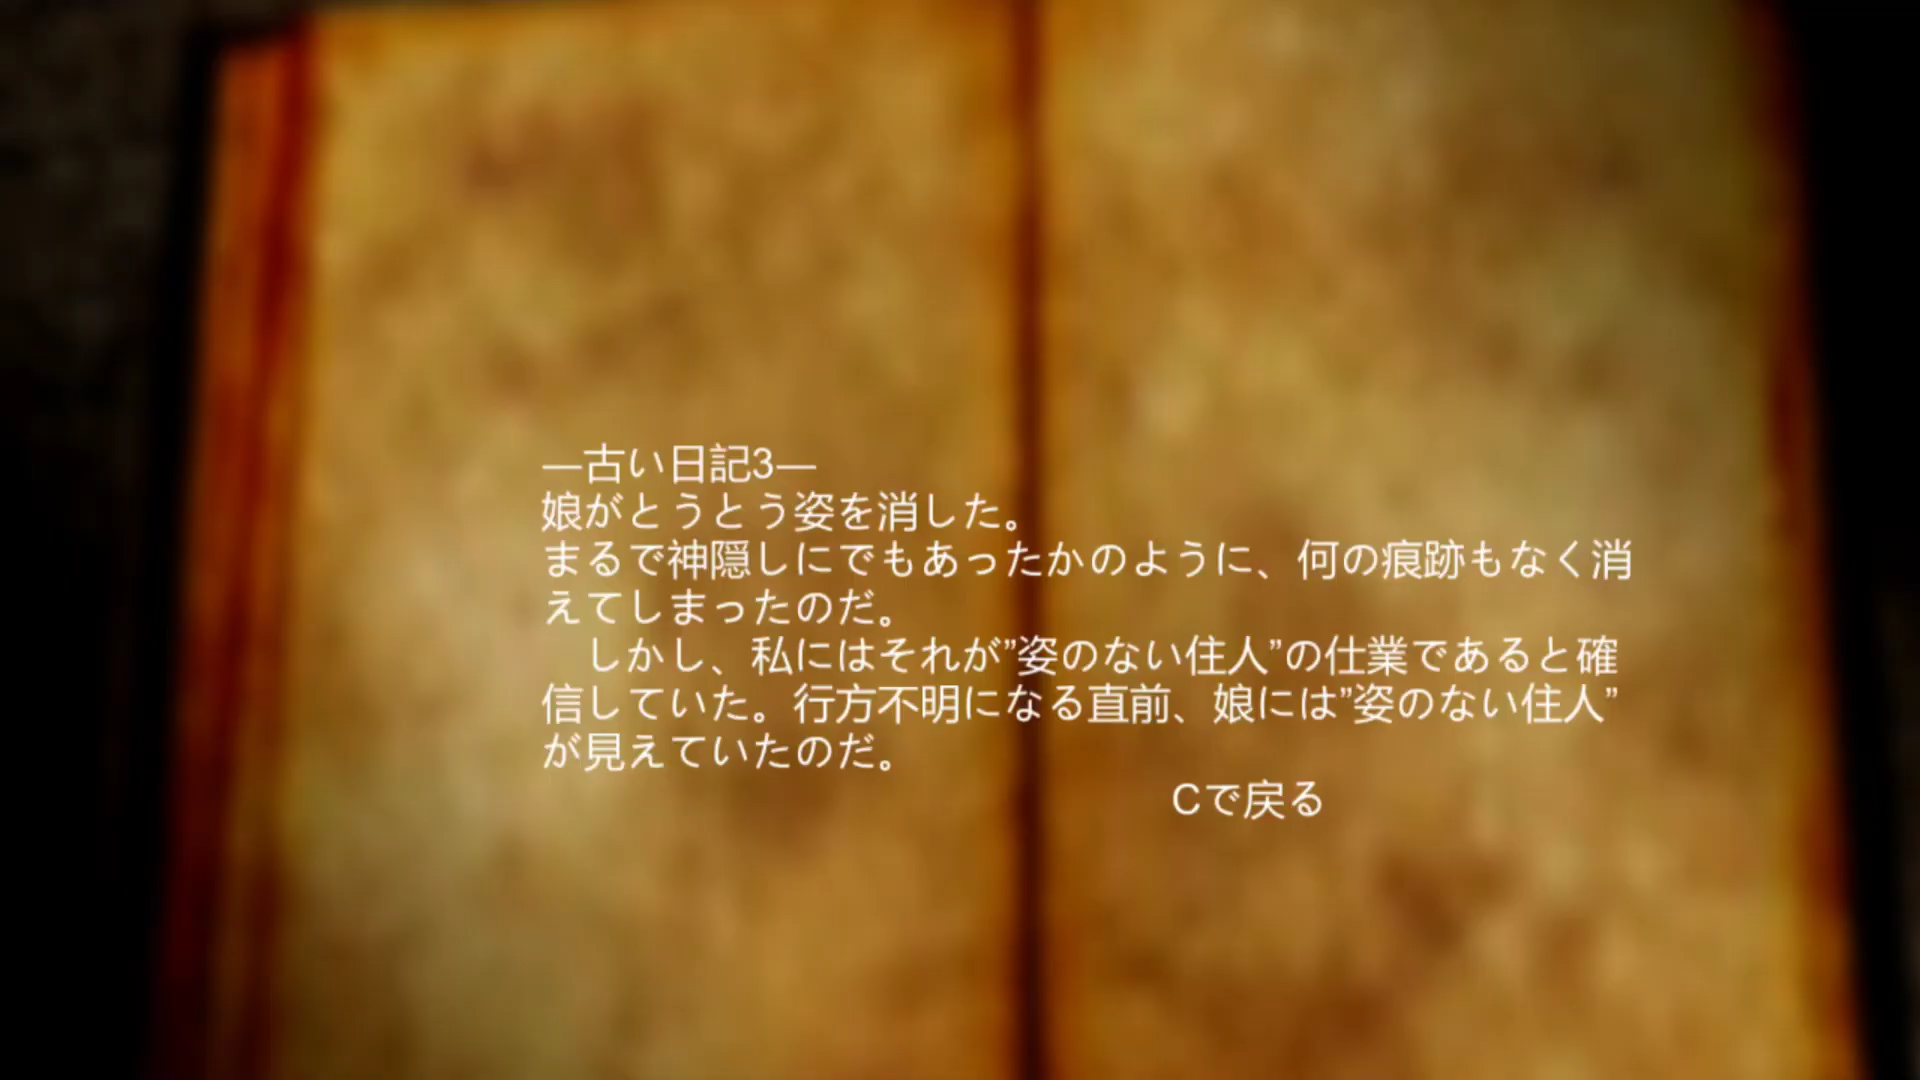 ―古い日記3―
娘がとうとう姿を消した。
まるで神隠しにでもあったかのように、何の痕跡もなく消
えてしまったのだ。
　しかし、私にはそれが”姿のない住人”の仕業であると確
信していた。行方不明になる直前、娘には”姿のない住人”
が見えていたのだ。
Cで戻る